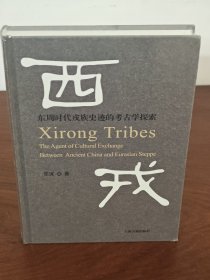 西
东周时代戎族史迹的考古学探索
Xirong Tribes
The Agent of Cultural Exchange
Between Ancient China and Eurasian Steppe
戎